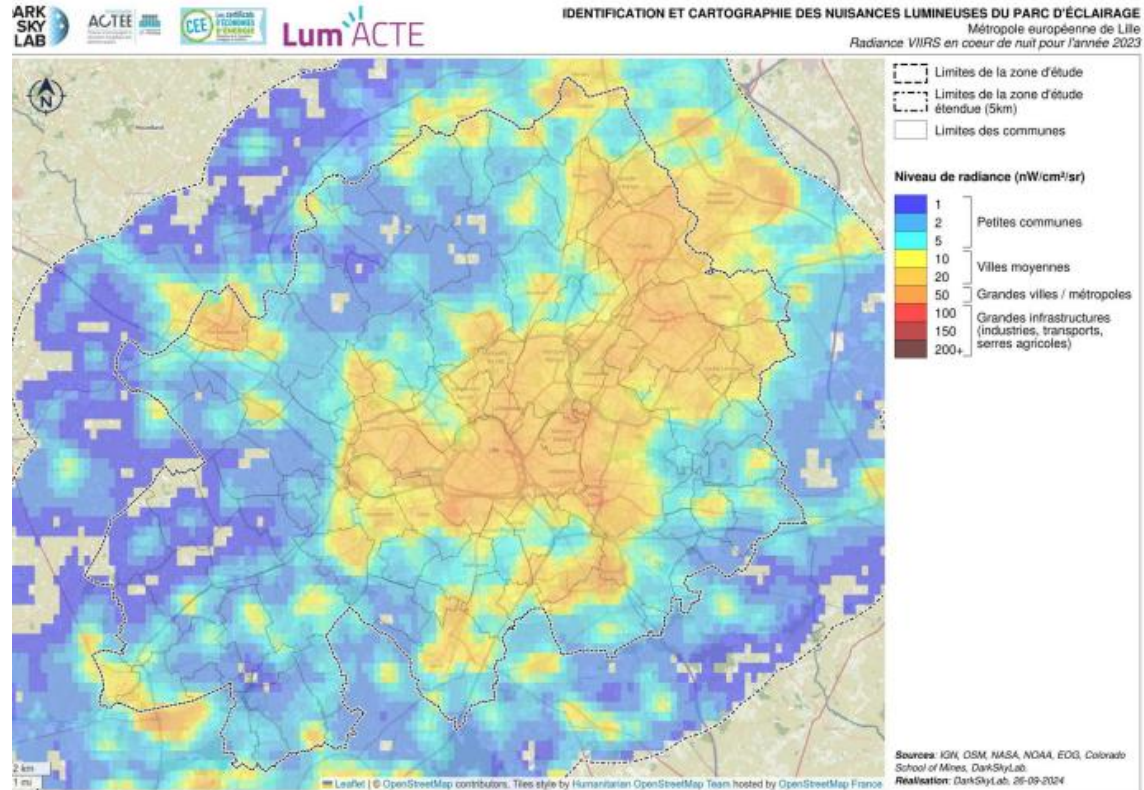 ARK
SKY
LAB
ACTEE
CEE
Les certificats
D'ÉCONOMIES
D'ÉNERGIE
Lum'ACTE
IDENTIFICATION ET CARTOGRAPHIE DES NUISANCES LUMINEUSES DU PARC D'ÉCLAIRAGE
Métropole européenne de Lille
Radiance VIIRS en coeur de nuit pour l'année 2023
N
Limites de la zone d'étude
Limites de la zone d'étude
étendue (5km)
Limites des communes
Niveau de radiance (nW/cm²/sr)
1
2
5
Petites communes
10
20
Villes moyennes
50
Grandes villes / métropoles
100
150
200+
Grandes infrastructures
(industries, transports,
serres agricoles)
2 km
1 mi
Leaflet | © OpenStreetMap contributors, Tiles style by Humanitarian OpenStreetMap Team hosted by OpenStreetMap France
Sources: IGN, OSM, NASA, NOAA, EOG, Colorado
School of Mines, DarkSkyLab.
Réalisation: DarkSkyLab, 26-09-2024